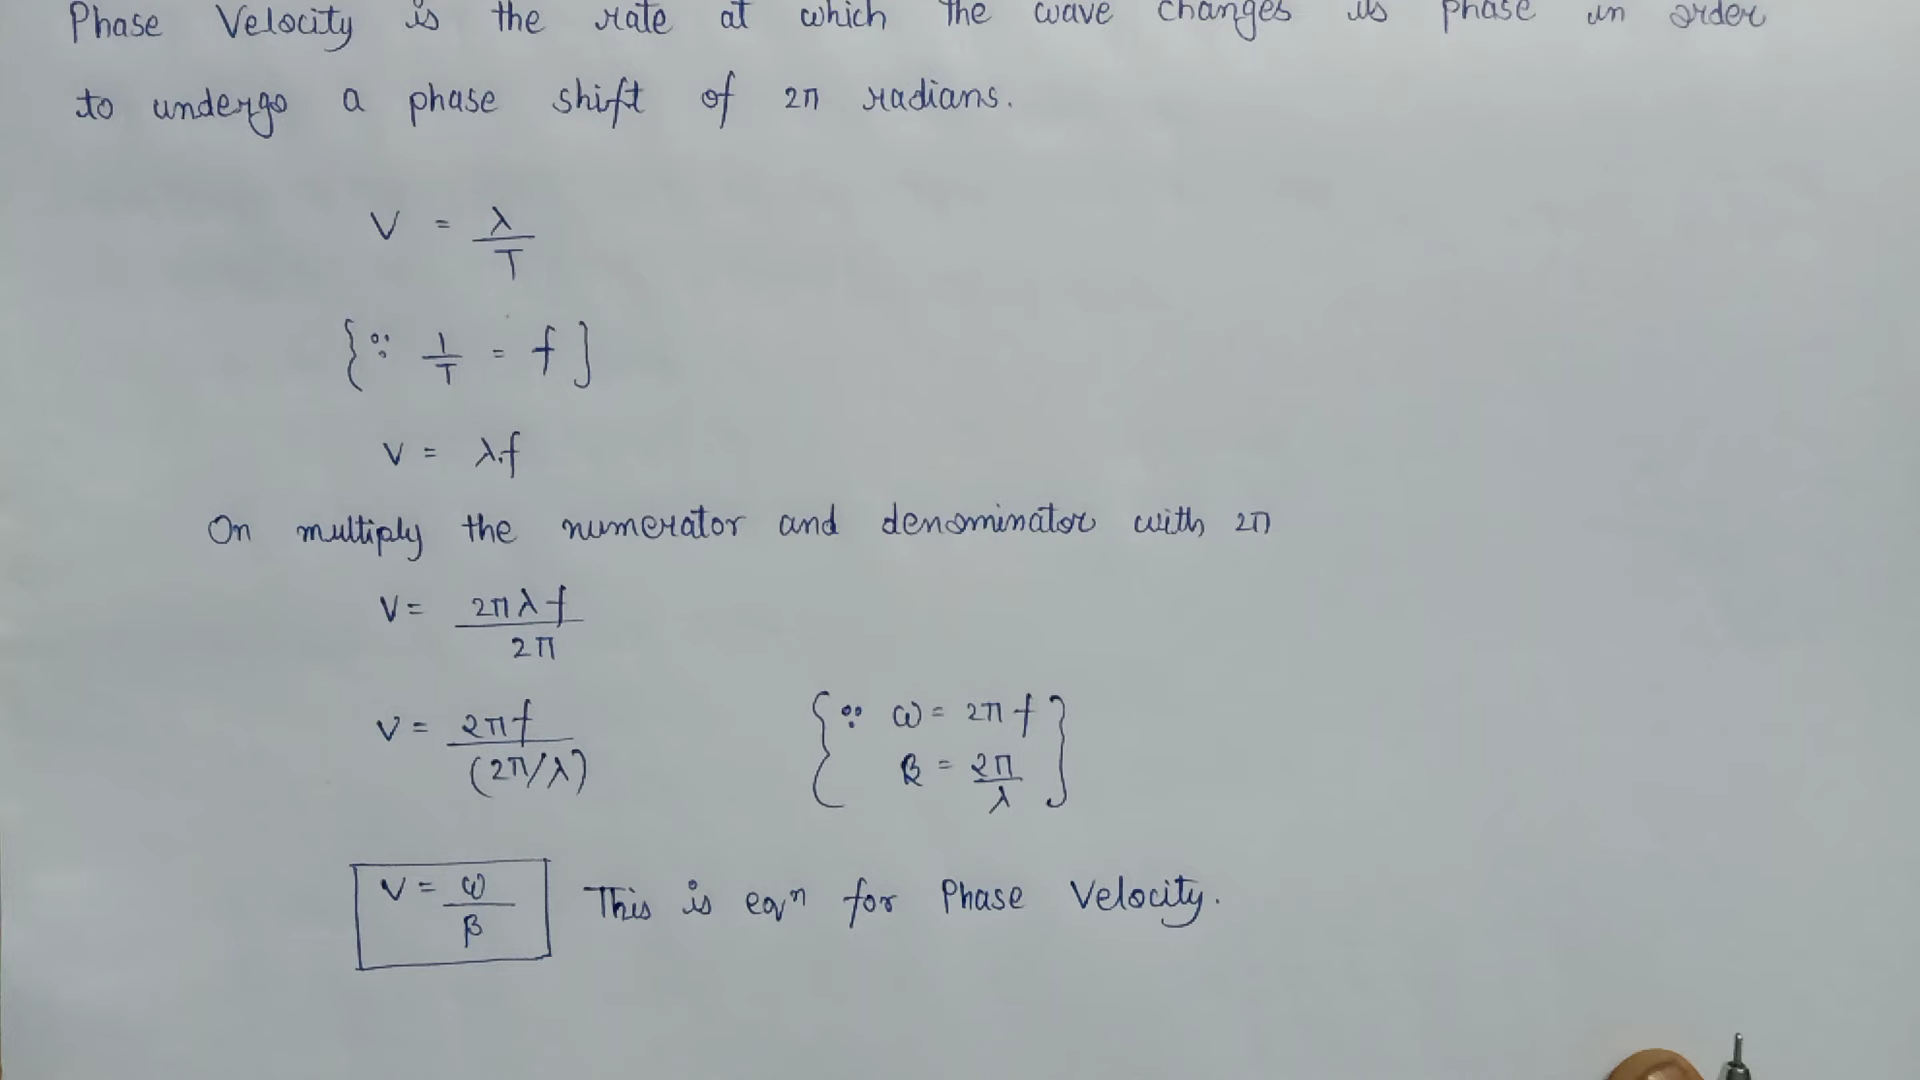 Phase Velocity is the rate at which the wave changes its phase in order
to undergo a phase shift of 2π radians.
V = λ/T
{∵ 1/T = f}
V = λ.f
On multiply the numerator and denominator with 2π
V = 2πλf/2π
V = 2πf/(2π/λ) {∵ ω = 2πf
β = 2π/λ}
V = ω/β This is eqn for Phase Velocity.